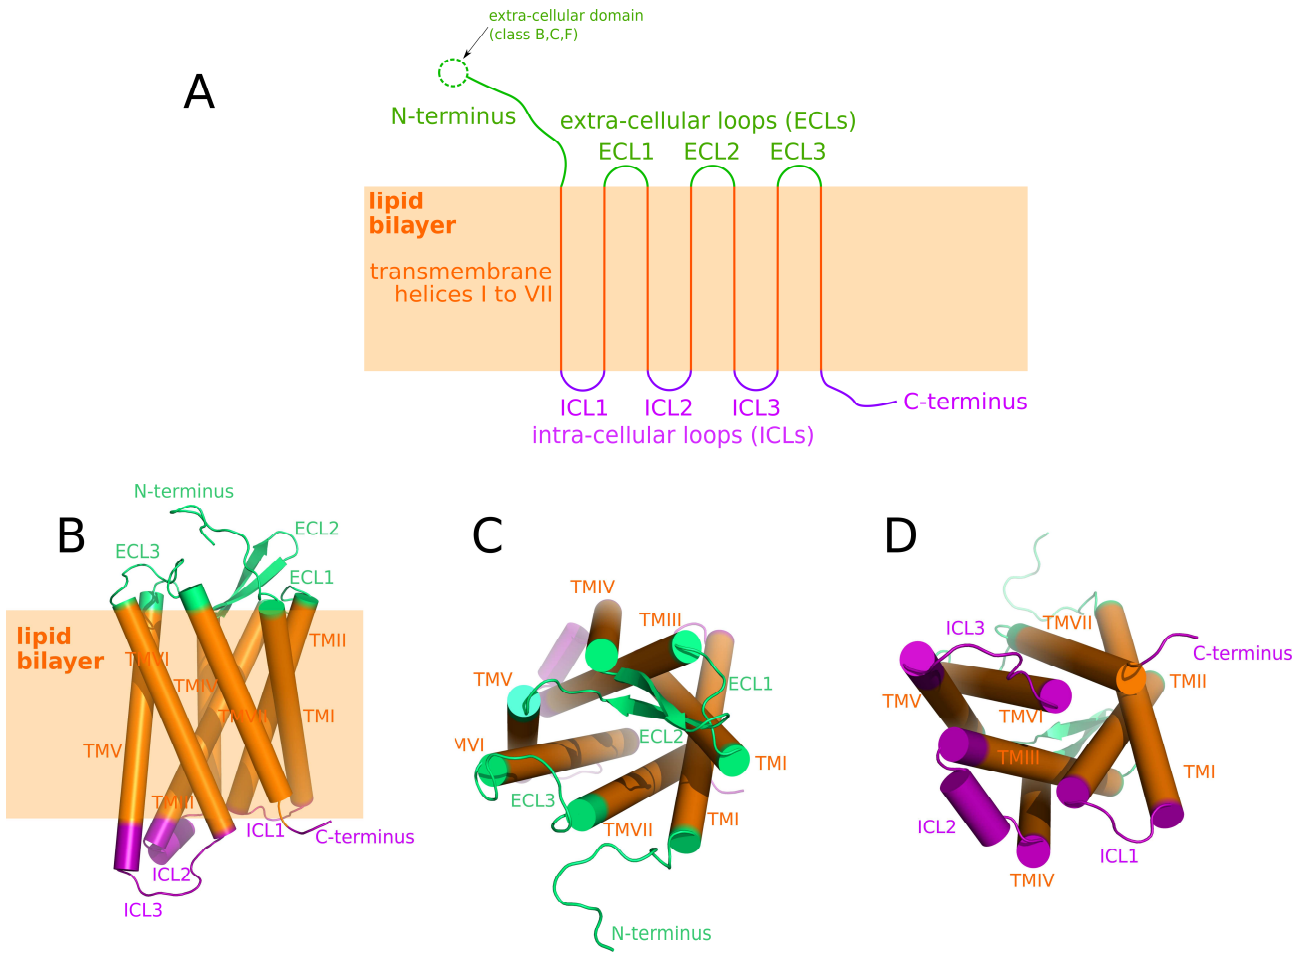 extra-cellular domain
(class B,C,F)
A
N-terminus
extra-cellular loops (ECLs)
ECL1 ECL2 ECL3
lipid
bilayer
transmembrane
helices I to VII
ICL1 ICL2 ICL3
C-terminus
intra-cellular loops (ICLs)
B
N-terminus
ECL2
ECL3
ECL1
lipid
bilayer
TMII
TMVI
TMIV
TMI
TMV
ICL1
C-terminus
ICL2
ICL3
C
TMIV
TMIII
TMV
ECL1
ECL2
MVI
TMI
ECL3
TMVII
TMI
N-terminus
D
TMVII
ICL3
C-terminus
TMII
TMV
TMVI
TMIII
TMI
ICL2
ICL1
TMIV